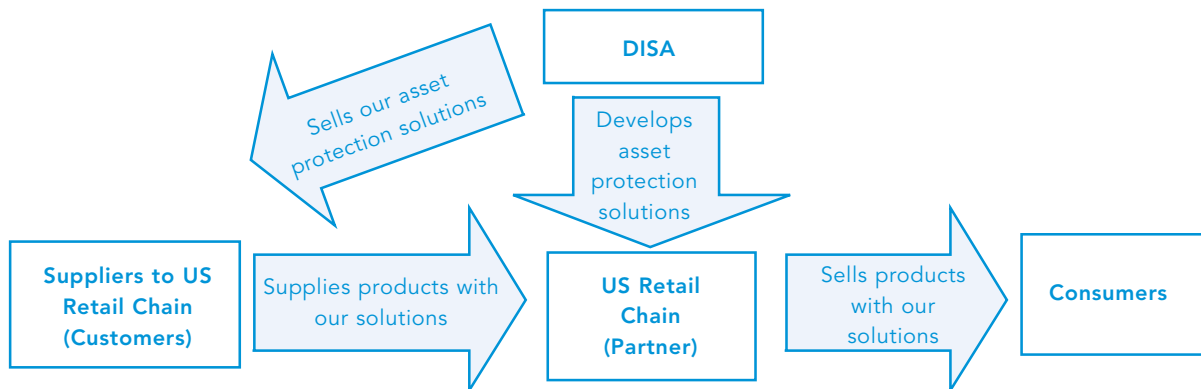 DISA
Sells our asset
protection solutions
Develops
asset
protection
solutions
Suppliers to US
Retail Chain
(Customers)
Supplies products with
our solutions
US Retail
Chain
(Partner)
Sells products
with our
solutions
Consumers